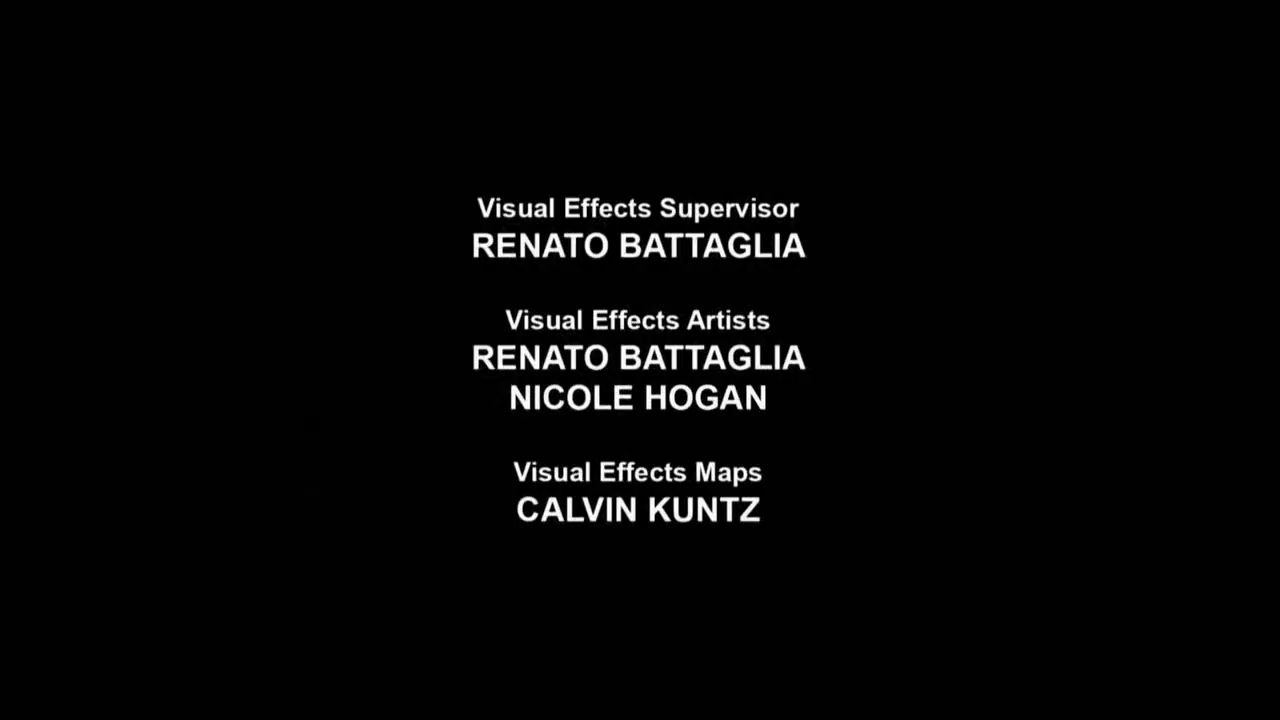 Visual Effects Supervisor
RENATO BATTAGLIA
Visual Effects Artists
RENATO BATTAGLIA
NICOLE HOGAN
Visual Effects Maps
CALVIN KUNTZ